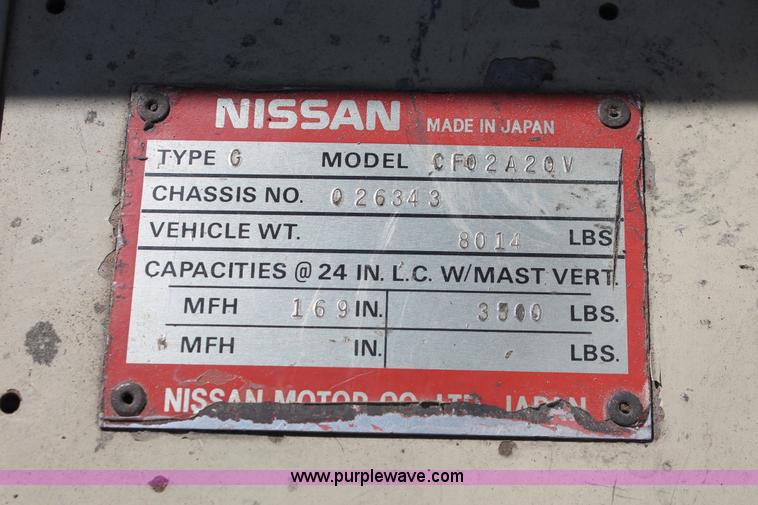 NISSAN MADE IN JAPAN
TYPE G MODEL CF02A20V
CHASSIS NO. 026343
VEHICLE WT. 8014 LBS
CAPACITIES @ 24 IN. L.C. W/MAST VERT.
MFH 169 IN. 3500 LBS.
MFH IN. LBS.
NISSAN MOTOR CO. LTD. JAPAN
www.purplewave.com